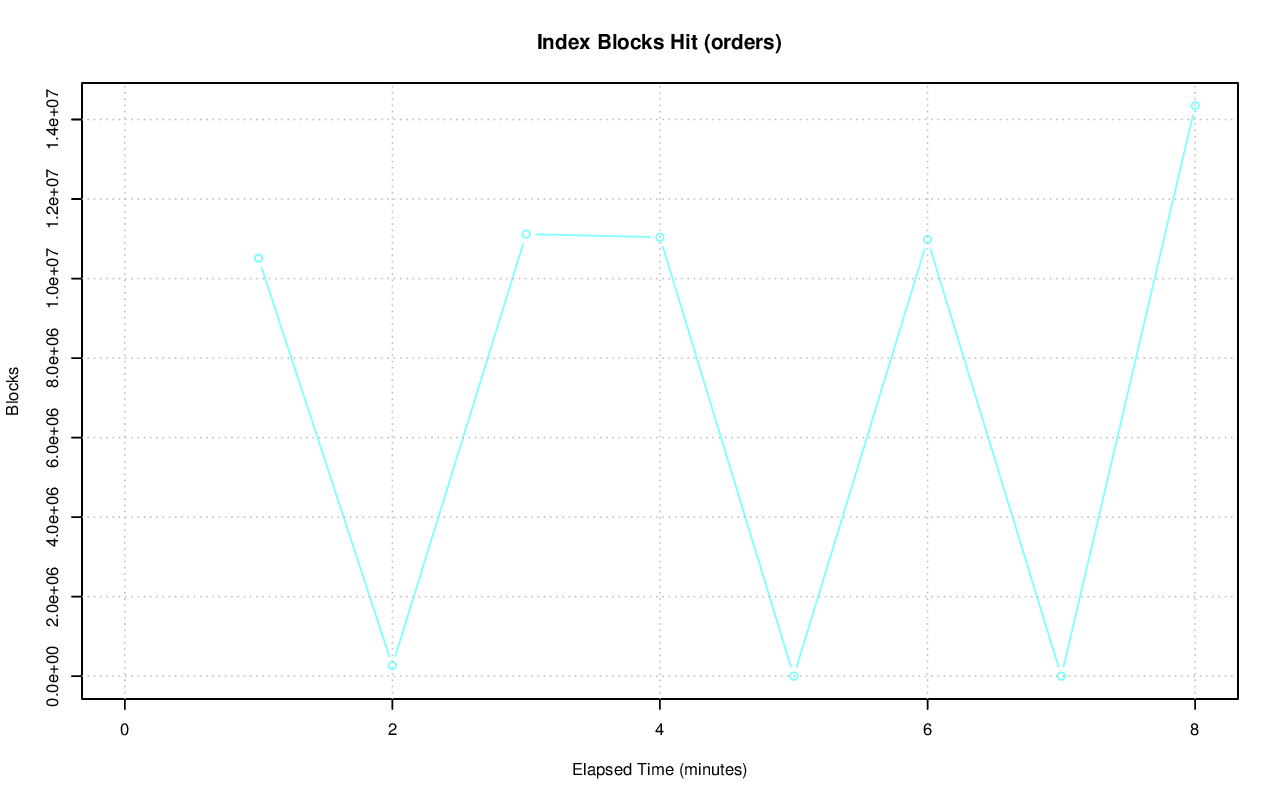 Index Blocks Hit (orders)
Blocks
1.4e+07
1.2e+07
1.0e+07
8.0e+06
6.0e+06
4.0e+06
2.0e+06
0.0e+00
0 2 4 6 8
Elapsed Time (minutes)